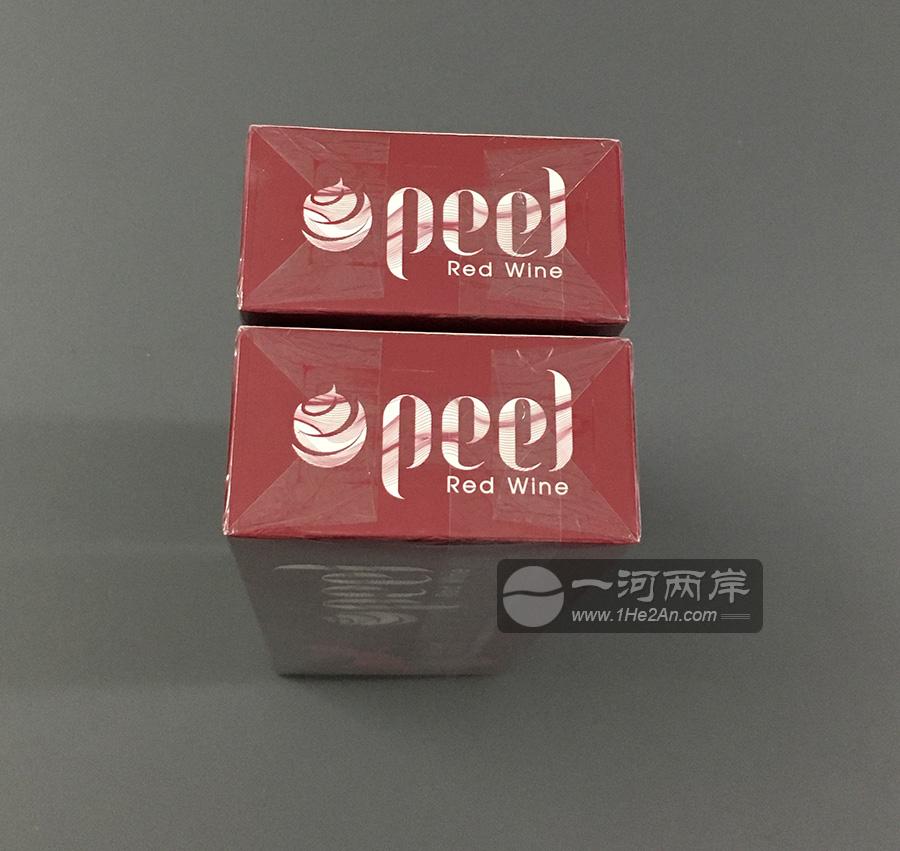 peel
Red Wine
peel
Red Wine
一河两岸
www.1He2An.com